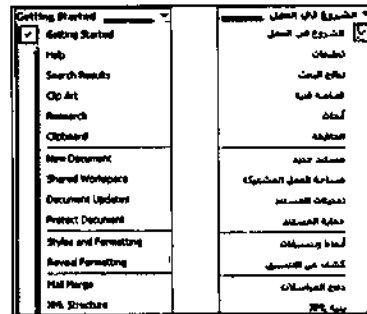 Getting Started
Getting Started
Help
Search Results
Clip Art
Research
Clipboard
New Document
Shared Workspace
Document Updates
Protect Document
Styles and Formatting
Reveal Formatting
Mail Merge
XML Structure
الشروع في العمل
الشروع في العمل
تعليمات
نتائج البحث
قصاصة فنية
أبحاث
الحافظة
مستند جديد
مساحة العمل المشتركة
تحديثات المستند
حماية المستند
أنماط وتنسيقات
كشف عن التنسيق
دمج المراسلات
بنية XML